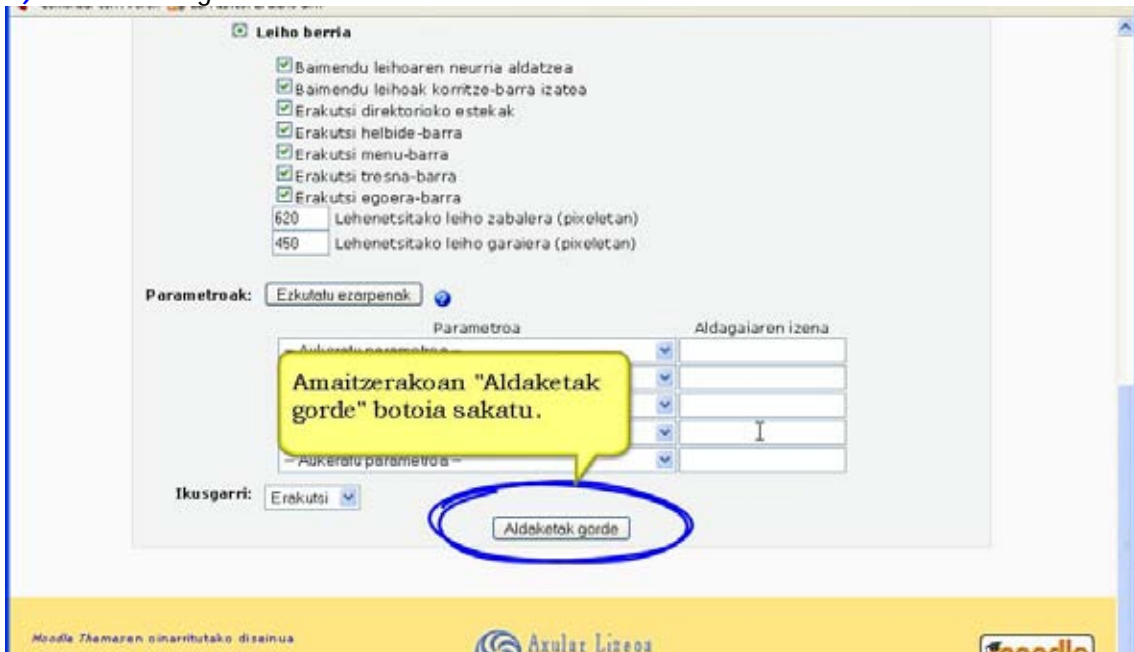 Leiho berria
Baimendu leihoaren neurria aldatzea
Baimendu leihoak korritze-barra izatea
Erakutsi direktorioko estekak
Erakutsi helbide-barra
Erakutsi menu-barra
Erakutsi tresna-barra
Erakutsi egoera-barra
620 Lehenetsitako leiho zabalera (pixeletan)
450 Lehenetsitako leiho garaiera (pixeletan)
Parametroak: Ezkutatu ezarpenak
Parametroa Aldagaiaren izena
-- Aukeratu parametroa --
Amaitzerakoan "Aldaketak
gorde" botoia sakatu.
-- Aukeratu parametroa --
Ikusgarri: Erakutsi
Aldaketak gorde
Moodle Themaren oinarritutako diseinua
Axular Lizeoa
moodle